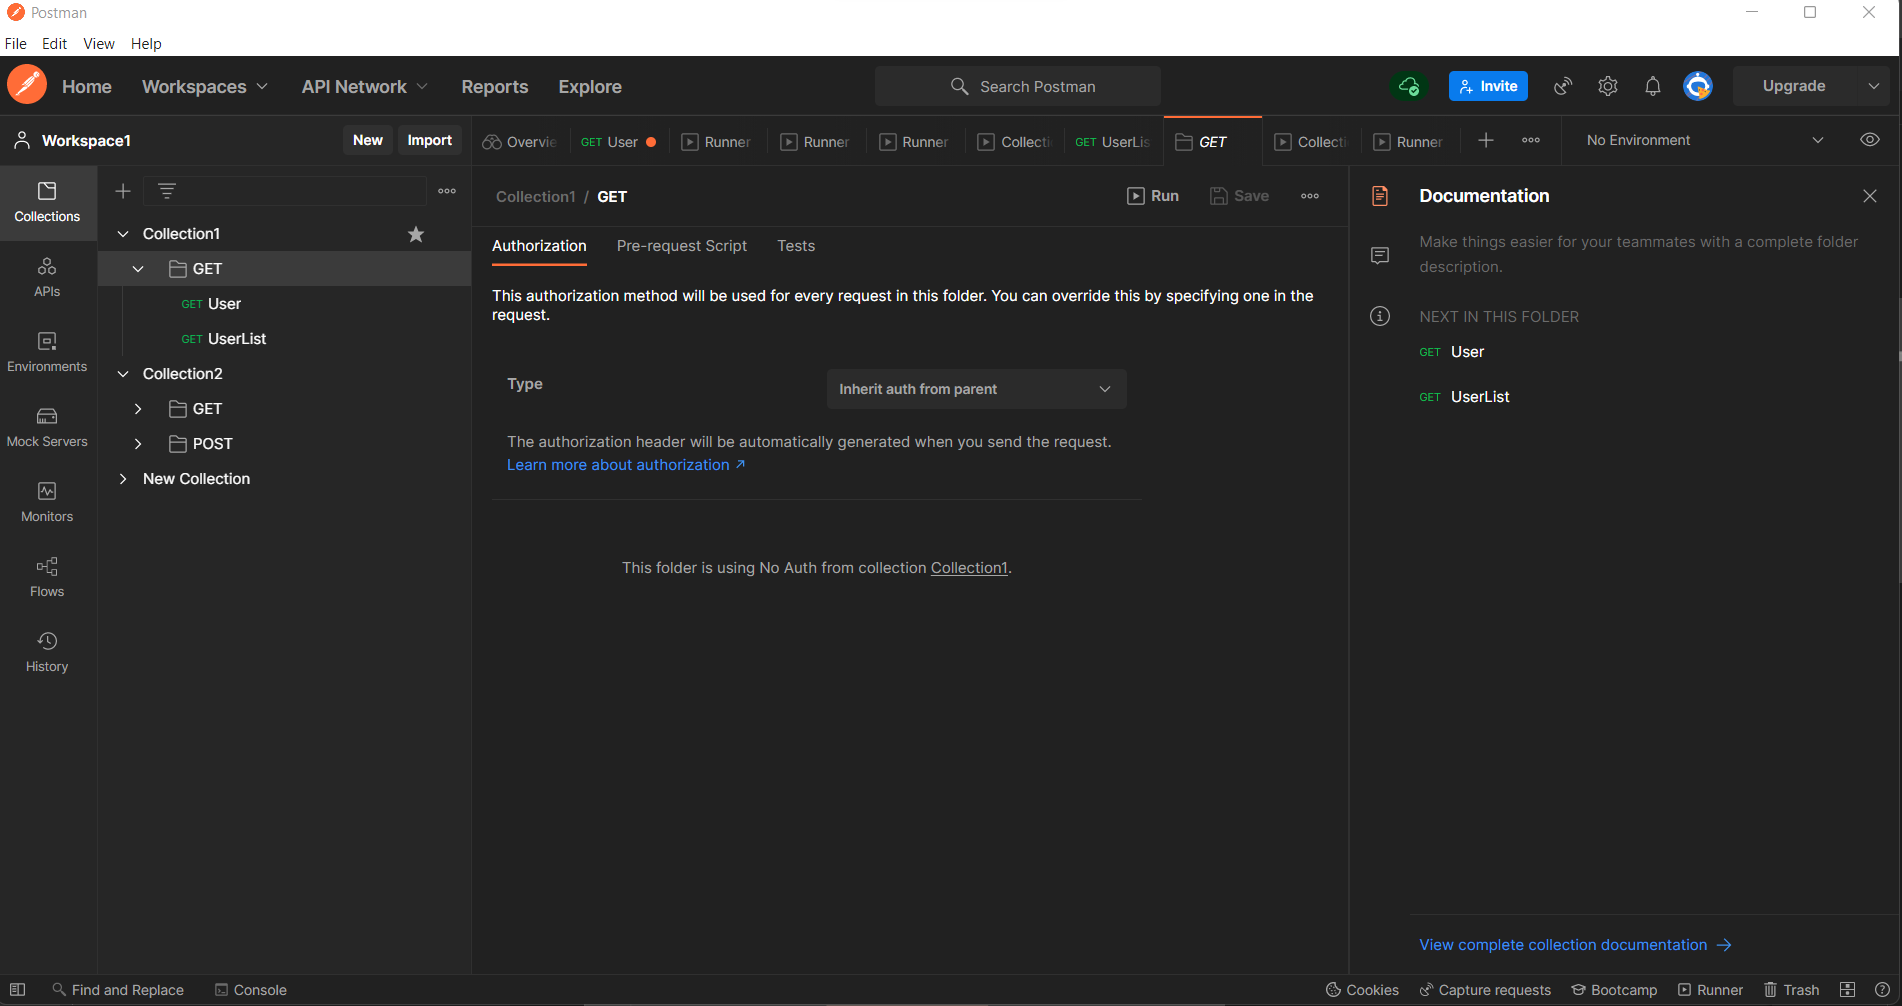 Postman
File Edit View Help
Home Workspaces API Network Reports Explore Search Postman Invite Upgrade
Workspace1 New Import Overvie GET User Runner Runner Runner Collecti GET UserLis GET Collecti Runner No Environment
Collections
APIs
Environments
Mock Servers
Monitors
Flows
History
Collection1
GET
GET User
GET UserList
Collection2
GET
POST
New Collection
Collection1 / GET Run Save
Authorization Pre-request Script Tests
This authorization method will be used for every request in this folder. You can override this by specifying one in the
request.
Type Inherit auth from parent
The authorization header will be automatically generated when you send the request.
Learn more about authorization ↗
This folder is using No Auth from collection Collection1.
Documentation
Make things easier for your teammates with a complete folder
description.
NEXT IN THIS FOLDER
GET User
GET UserList
View complete collection documentation →
Find and Replace Console Cookies Capture requests Bootcamp Runner Trash